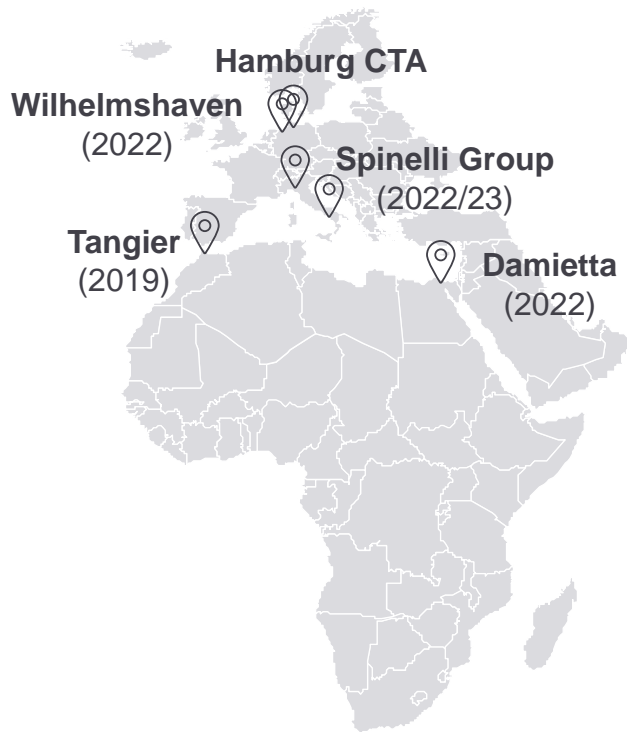 Hamburg CTA
Wilhelmshaven
(2022)
Spinelli Group
(2022/23)
Tangier
(2019)
Damietta
(2022)